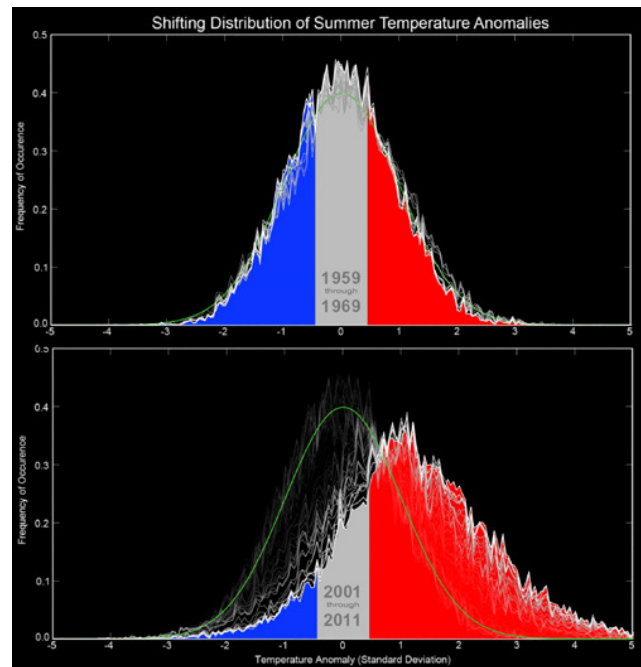 Shifting Distribution of Summer Temperature Anomalies
0.5
0.4
0.3
0.2
0.1
0.0
Frequency of Occurence
1959
through
1969
-5 -4 -3 -2 -1 0 1 2 3 4 5
0.5
0.4
0.3
0.2
0.1
0.0
Frequency of Occurence
2001
through
2011
-5 -4 -3 -2 -1 0 1 2 3 4 5
Temperature Anomaly (Standard Deviation)